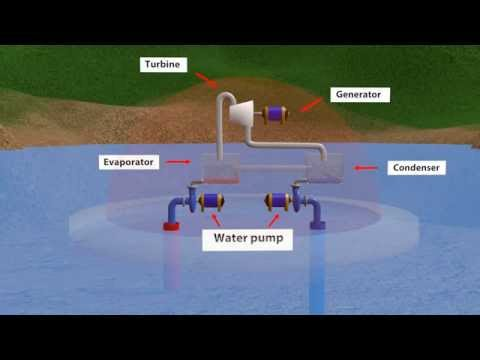 Turbine
Generator
Evaporator
Condenser
Water pump